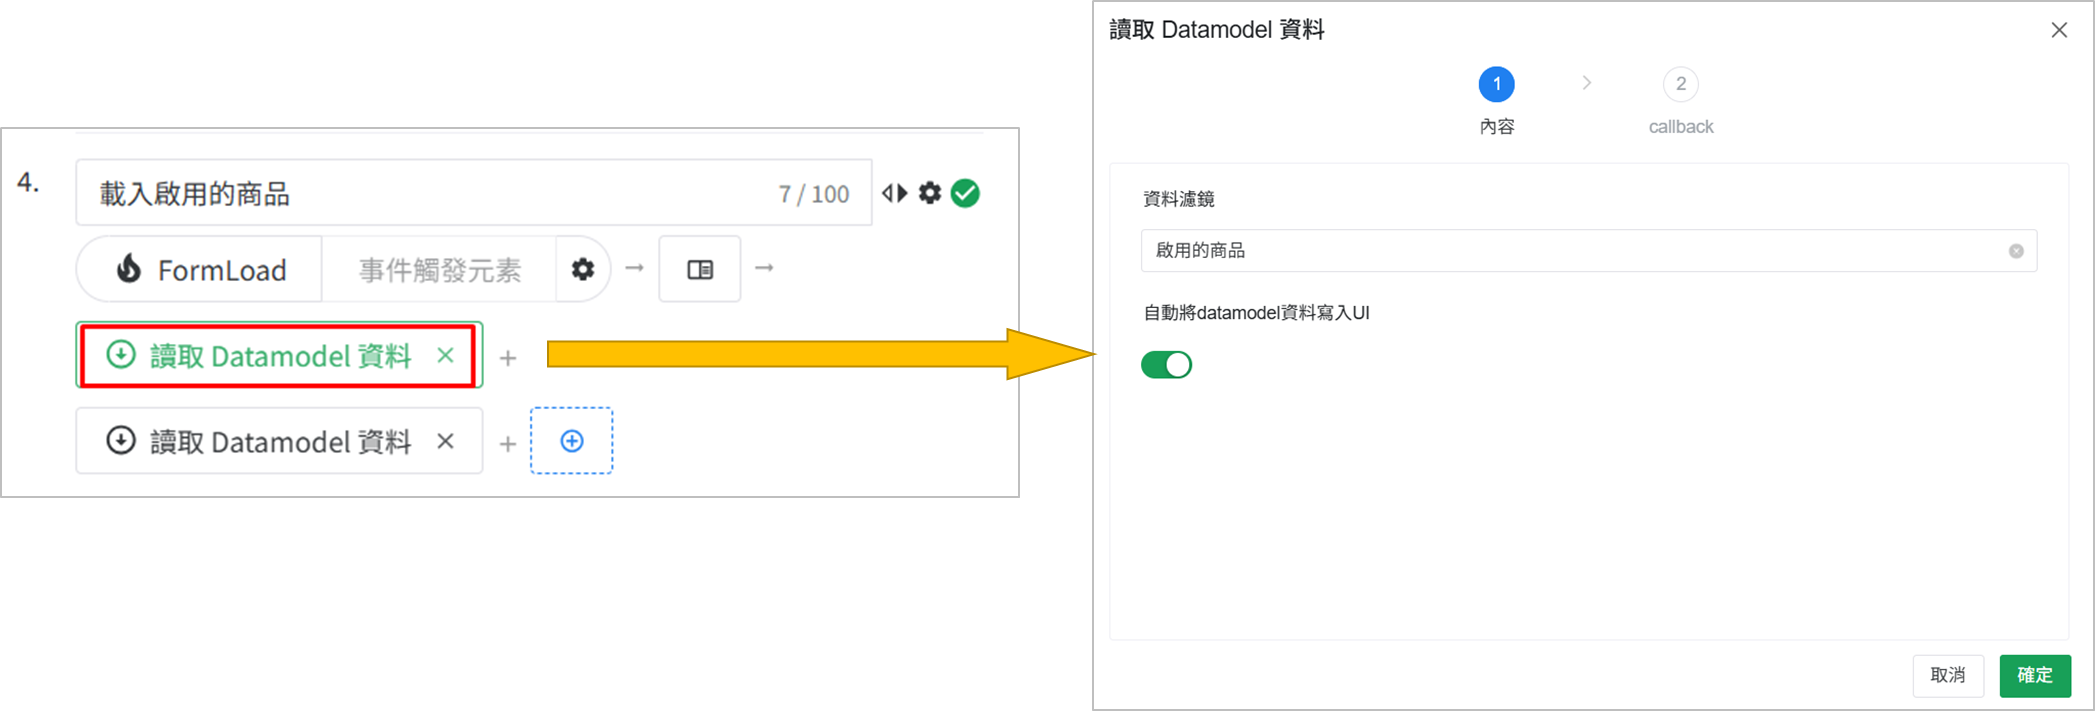 4.
載入啟用的商品 7 / 100
FormLoad 事件觸發元素
讀取 Datamodel 資料
讀取 Datamodel 資料
讀取 Datamodel 資料
1
2
內容
callback
資料濾鏡
啟用的商品
自動將datamodel資料寫入UI
取消
確定